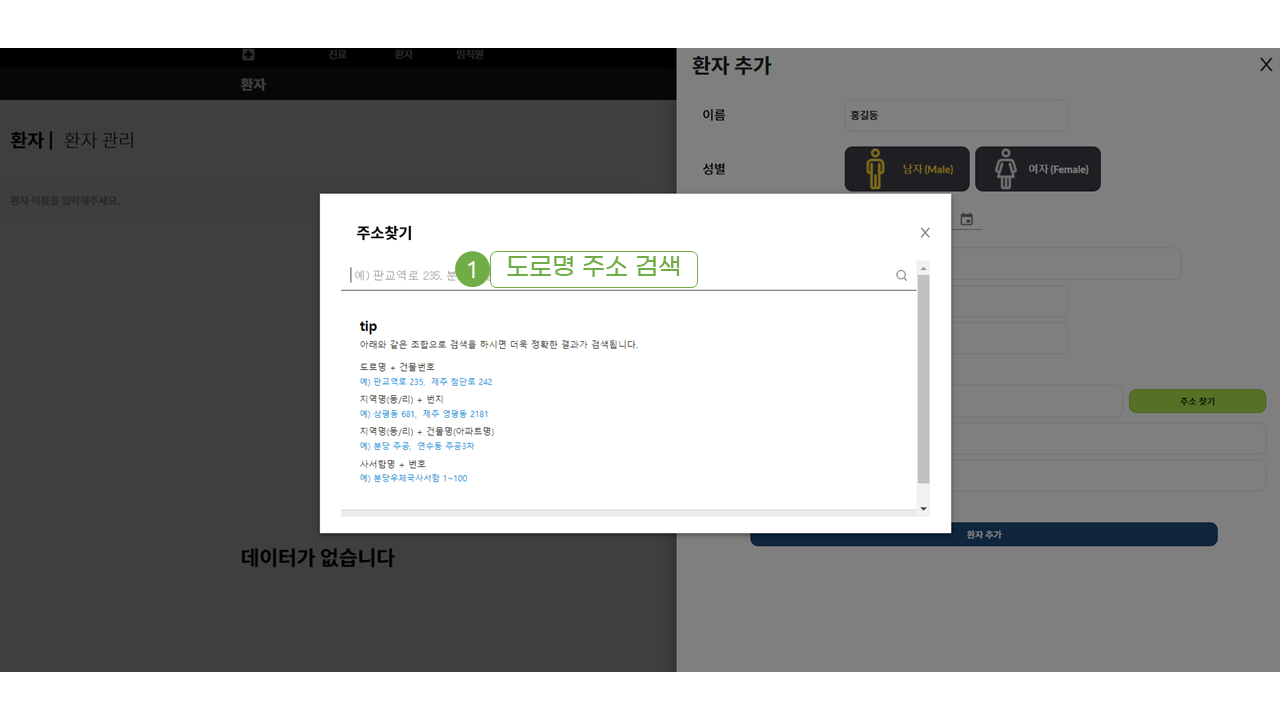 진료 환자 임직원
환자
환자 | 환자 관리
환자 이름을 입력해주세요.
데이터가 없습니다
환자 추가
이름
홍길동
성별
남자 (Male)
여자 (Female)
주소 찾기
환자 추가
주소찾기
예) 판교역로 235, 분
1 도로명 주소 검색
tip
아래와 같은 조합으로 검색을 하시면 더욱 정확한 결과가 검색됩니다.
도로명 + 건물번호
예) 판교역로 235, 제주 첨단로 242
지역명(동/리) + 번지
예) 삼평동 681, 제주 영평동 2181
지역명(동/리) + 건물명(아파트명)
예) 분당 주공, 연수동 주공3차
사서함명 + 번호
예) 분당우체국사서함 1~100